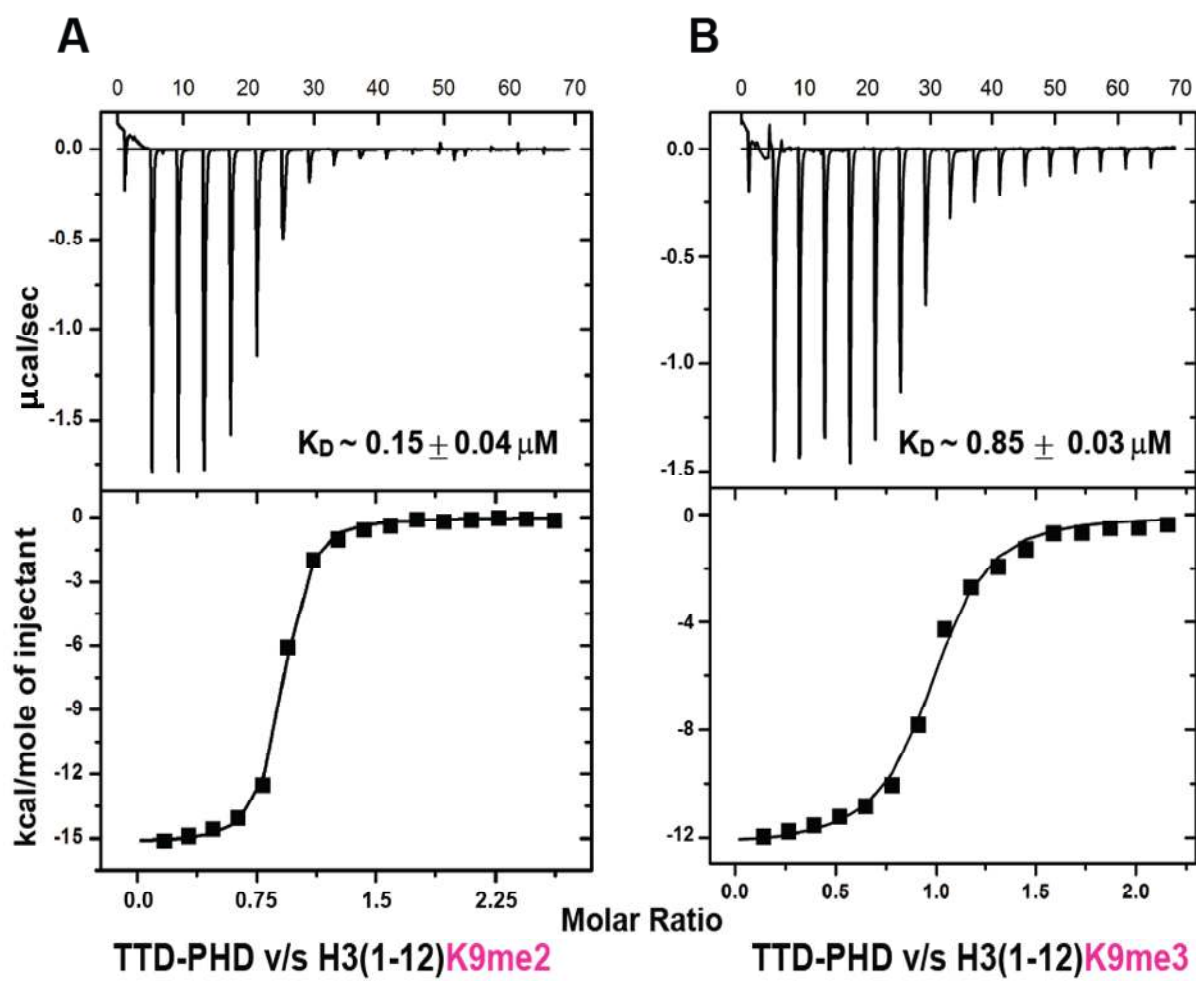 A B
0 10 20 30 40 50 60 70 0 10 20 30 40 50 60 70
0.0 0.0
-0.5 -0.5
-1.0 -1.0
-1.5 -1.5
µcal/sec
KD ~ 0.15 ± 0.04 µM KD ~ 0.85 ± 0.03 µM
0 0
-3 -4
-6 -8
-9 -12
-12
-15
kcal/mole of injectant
0.0 0.75 1.5 2.25 0.0 0.5 1.0 1.5 2.0
Molar Ratio
TTD-PHD v/s H3(1-12)K9me2 TTD-PHD v/s H3(1-12)K9me3